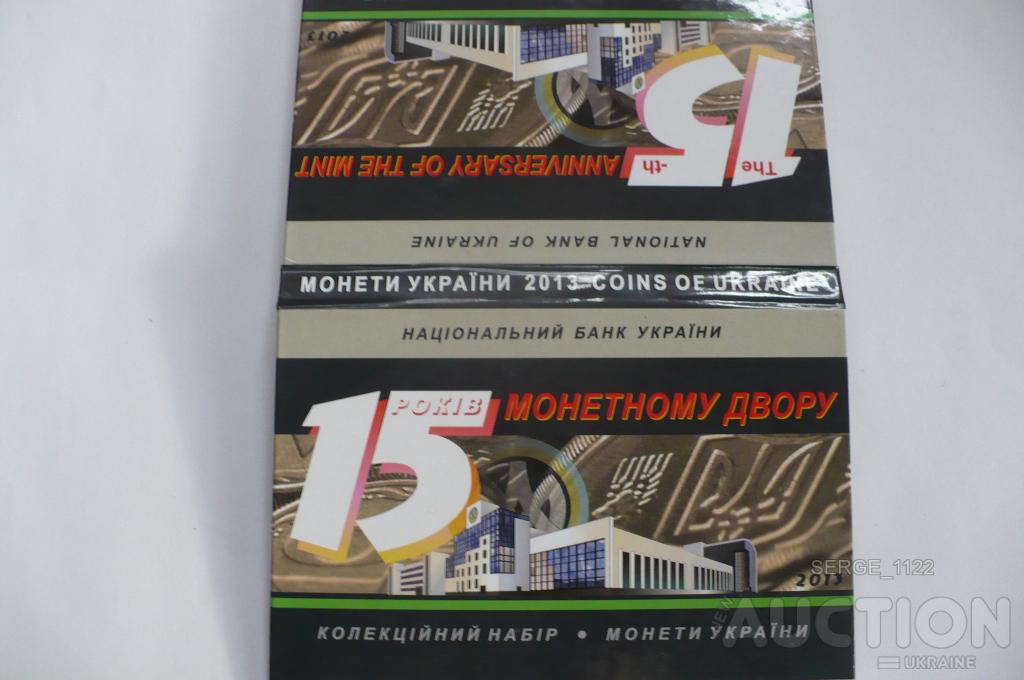 2013
15
The
-th
ANNIVERSARY OF THE MINT
NATIONAL BANK OF UKRAINE
МОНЕТИ УКРАЇНИ 2013 COINS OF UKRAINE
НАЦІОНАЛЬНИЙ БАНК УКРАЇНИ
15 РОКІВ МОНЕТНОМУ ДВОРУ
SERGE_1122
2013
NEW AUCTION
UKRAINE
КОЛЕКЦІЙНИЙ НАБІР • МОНЕТИ УКРАЇНИ